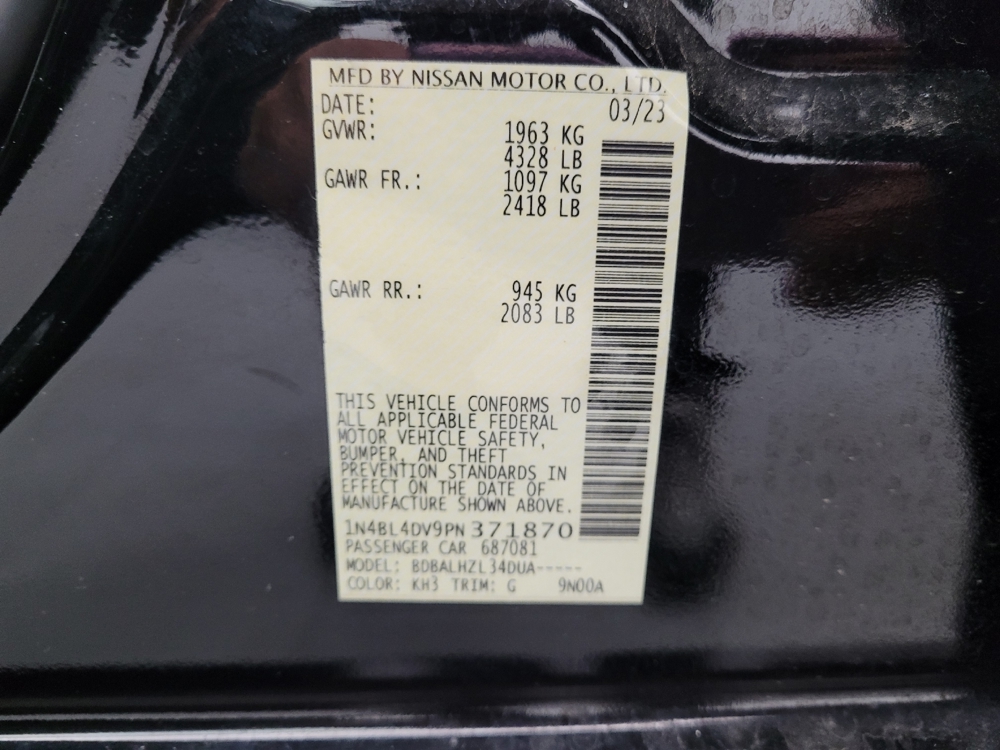 MFD BY NISSAN MOTOR CO., LTD.
DATE: 03/23
GVWR: 1963 KG
4328 LB
GAWR FR.: 1097 KG
2418 LB
GAWR RR.: 945 KG
2083 LB
THIS VEHICLE CONFORMS TO
ALL APPLICABLE FEDERAL
MOTOR VEHICLE SAFETY,
BUMPER, AND THEFT
PREVENTION STANDARDS IN
EFFECT ON THE DATE OF
MANUFACTURE SHOWN ABOVE.
1N4BL4DV9PN371870
PASSENGER CAR 687081
MODEL: BDBALHZL34DUA-----
COLOR: KH3 TRIM: G 9N00A